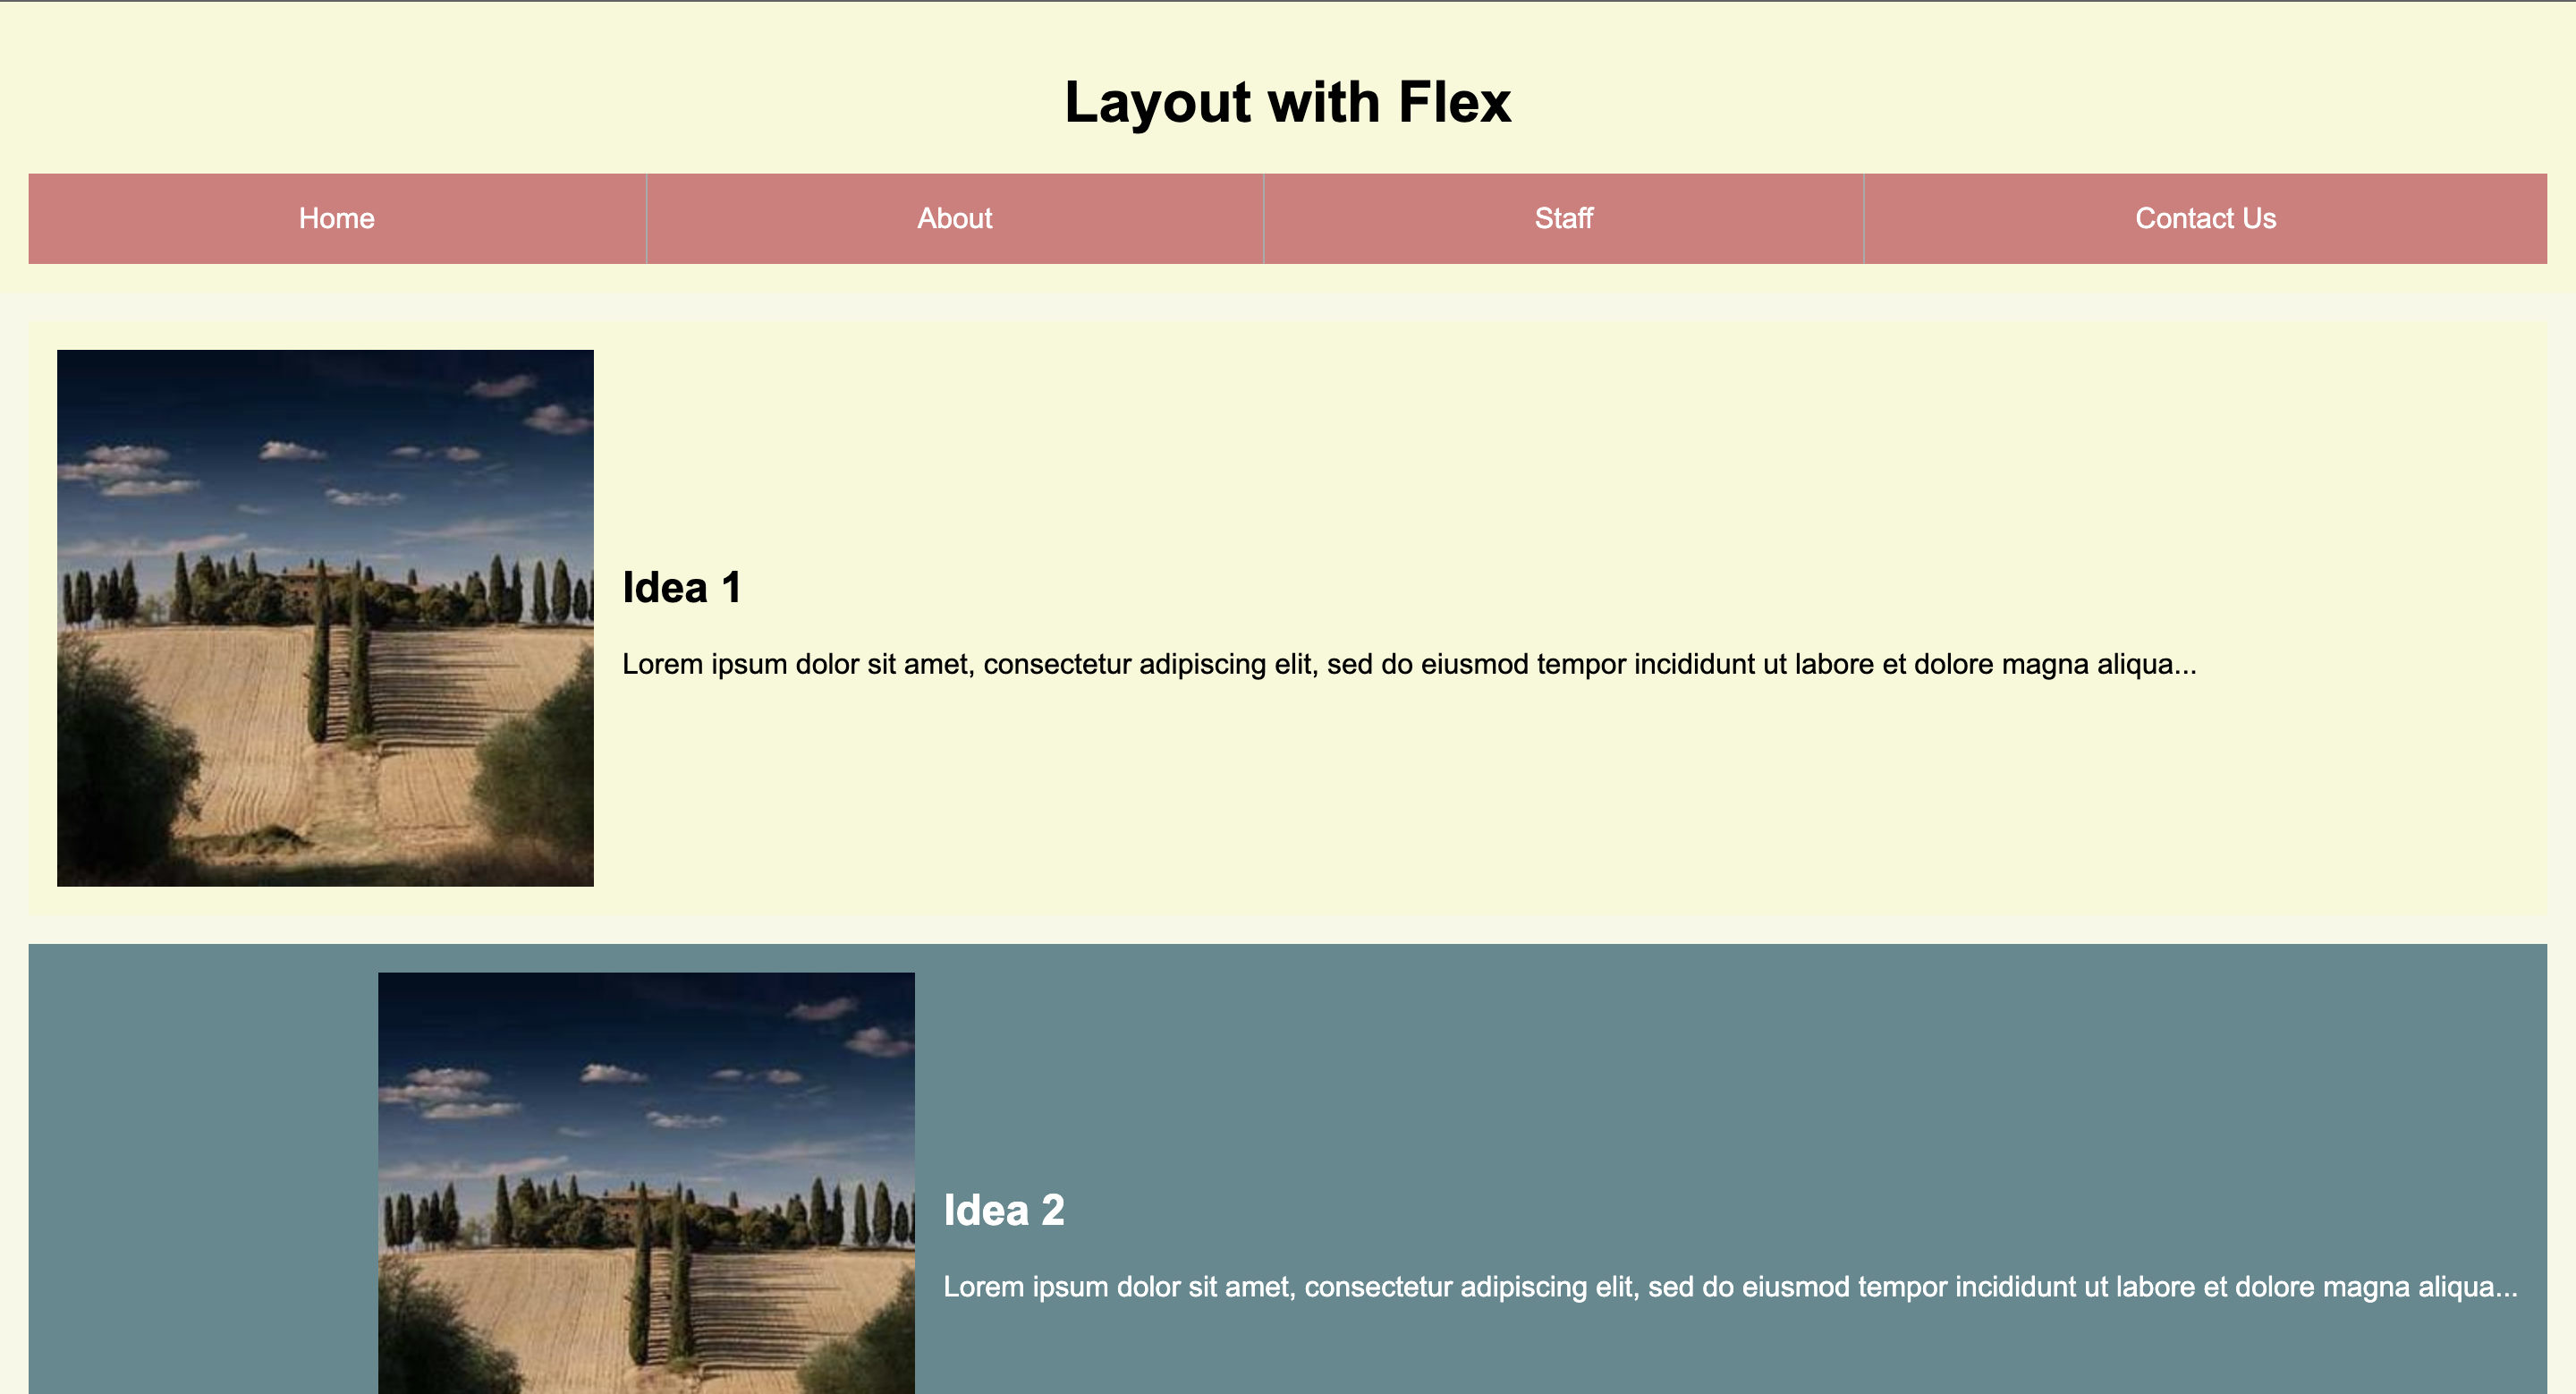 Layout with Flex
Home About Staff Contact Us
Idea 1
Lorem ipsum dolor sit amet, consectetur adipiscing elit, sed do eiusmod tempor incididunt ut labore et dolore magna aliqua...
Idea 2
Lorem ipsum dolor sit amet, consectetur adipiscing elit, sed do eiusmod tempor incididunt ut labore et dolore magna aliqua...